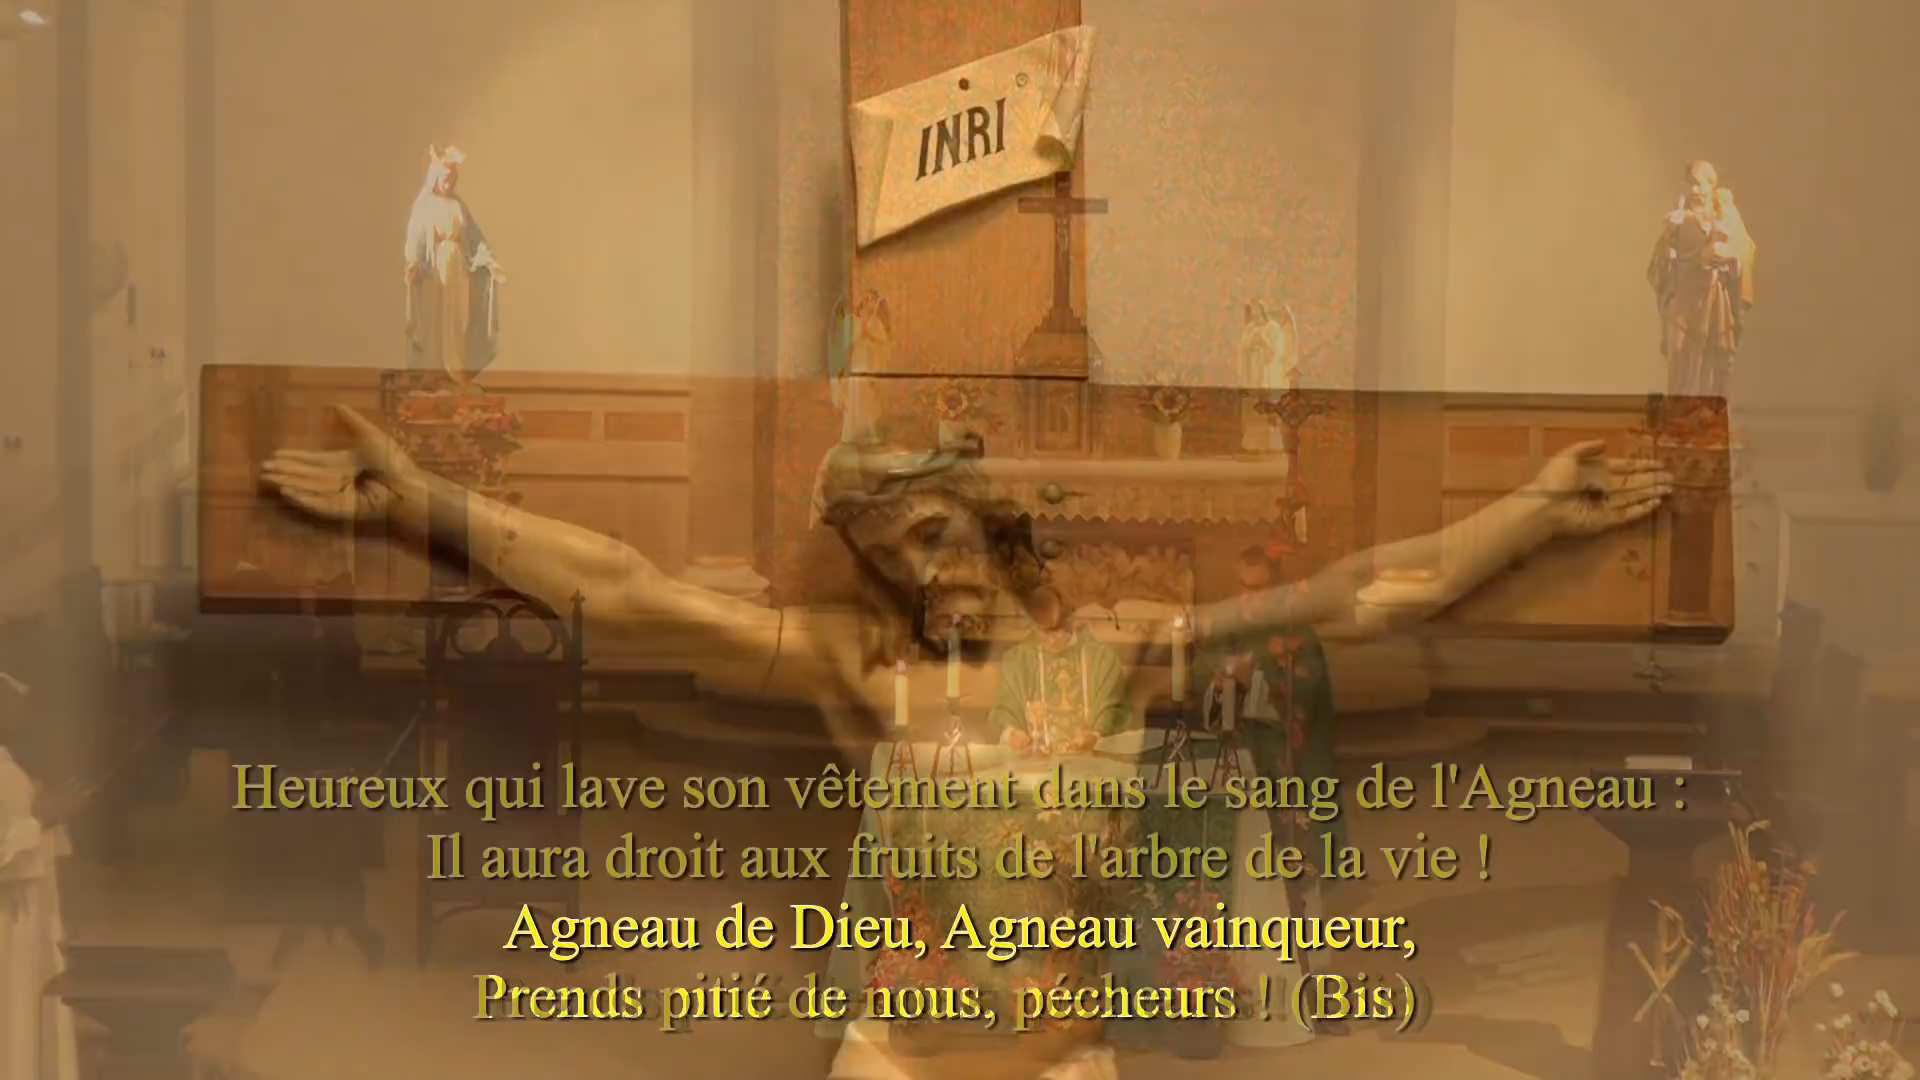 INRI
Heureux qui lave son vêtement dans le sang de l'Agneau :
Il aura droit aux fruits de l'arbre de la vie !
Agneau de Dieu, Agneau vainqueur,
Prends pitié de nous, pécheurs ! (Bis)